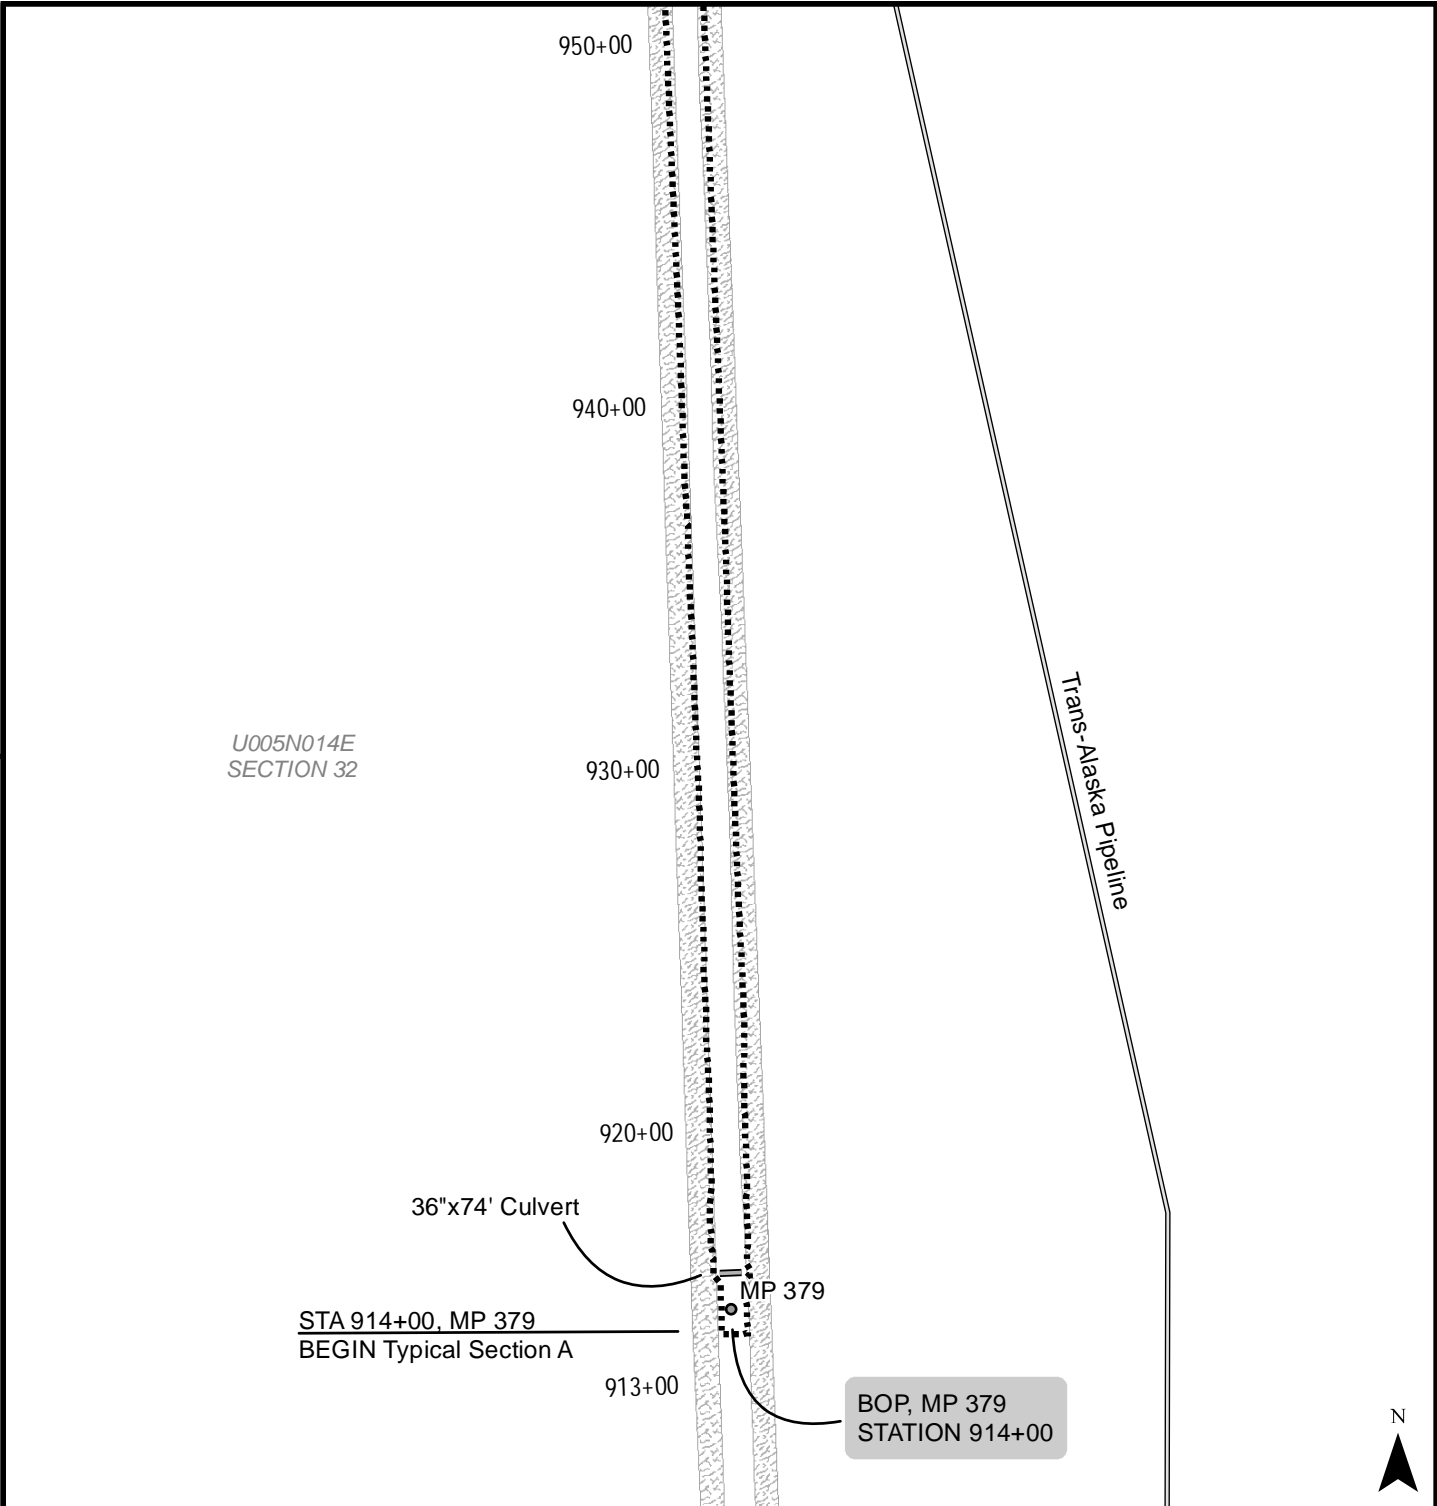 950+00
940+00
Trans-Alaska Pipeline
U005N014E
SECTION 32
930+00
920+00
36"x74' Culvert
MP 379
STA 914+00, MP 379
BEGIN Typical Section A
913+00
BOP, MP 379
STATION 914+00
N